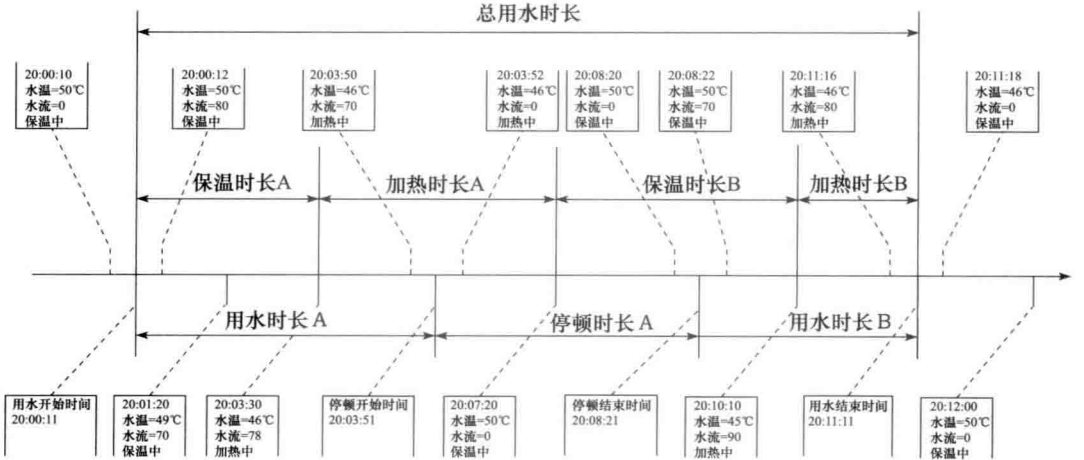 总用水时长
20:00:10
水温=50℃
水流=0
保温中
20:00:12
水温=50℃
水流=80
保温中
20:03:50
水温=46℃
水流=70
加热中
20:03:52
水温=46℃
水流=0
加热中
20:08:20
水温=50℃
水流=0
保温中
20:08:22
水温=50℃
水流=70
保温中
20:11:16
水温=46℃
水流=80
加热中
20:11:18
水温=46℃
水流=0
保温中
保温时长A
加热时长A
保温时长B
加热时长B
用水时长A
停顿时长A
用水时长B
用水开始时间
20:00:11
20:01:20
水温=49℃
水流=70
保温中
20:03:30
水温=46℃
水流=78
加热中
停顿开始时间
20:03:51
20:07:20
水温=50℃
水流=0
保温中
停顿结束时间
20:08:21
20:10:10
水温=45℃
水流=90
加热中
用水结束时间
20:11:11
20:12:00
水温=50℃
水流=0
保温中